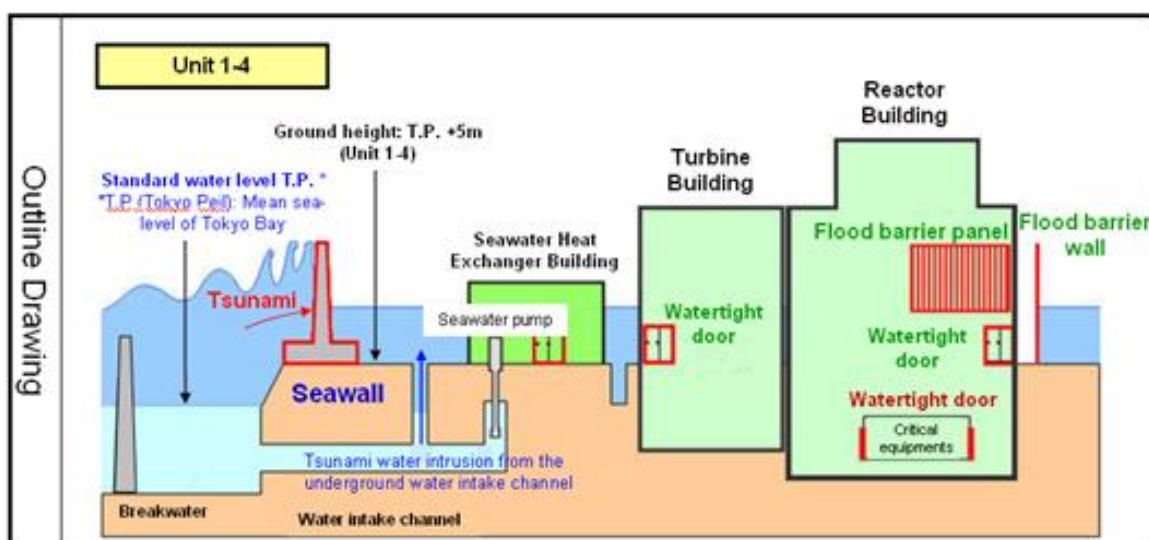 Outline Drawing
Unit 1-4
Reactor
Building
Ground height: T.P. +5m
(Unit 1-4)
Turbine
Building
Standard water level T.P. *
*T.P (Tokyo Peil): Mean sea-
level of Tokyo Bay
Seawater Heat
Exchanger Building
Flood barrier panel
Flood barrier
wall
Tsunami
Seawater pump
Watertight
door
Watertight
door
Seawall
Watertight door
Critical
equipments
Tsunami water intrusion from the
underground water intake channel
Breakwater
Water intake channel